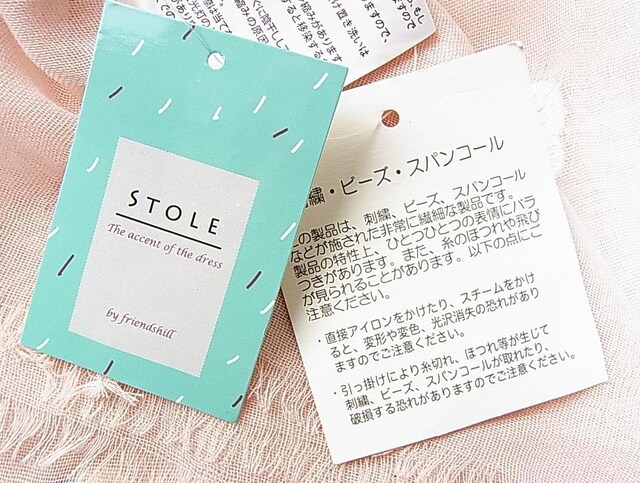 STOLE
The accent of the dress
by friendshill
刺繍・ビーズ・スパンコール
この製品は、刺繍、ビーズ、スパンコール
などが施された非常に繊細な製品です。
製品の特性上、ひとつひとつの表情にバラ
つきがあります。また、糸のほつれや飛び
が見られることがあります。以下の点にご
注意ください。
・直接アイロンをかけたり、スチームをかけ
ると、変形や変色、光沢消失の恐れがあり
ますのでご注意ください。
・引っ掛けにより糸切れ、ほつれ等が生じて
刺繍、ビーズ、スパンコールが取れたり、
破損する恐れがありますのでご注意ください。